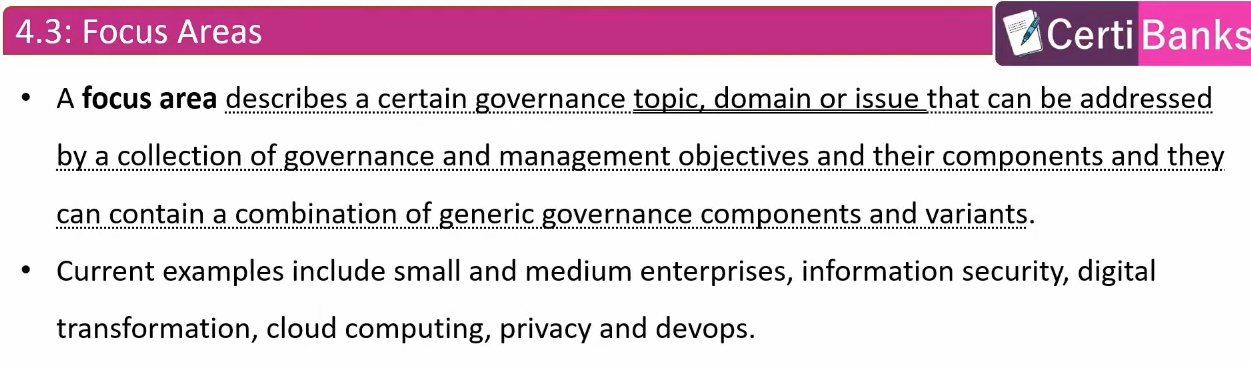 4.3: Focus Areas
CertiBanks
• A focus area describes a certain governance topic, domain or issue that can be addressed
by a collection of governance and management objectives and their components and they
can contain a combination of generic governance components and variants.
• Current examples include small and medium enterprises, information security, digital
transformation, cloud computing, privacy and devops.